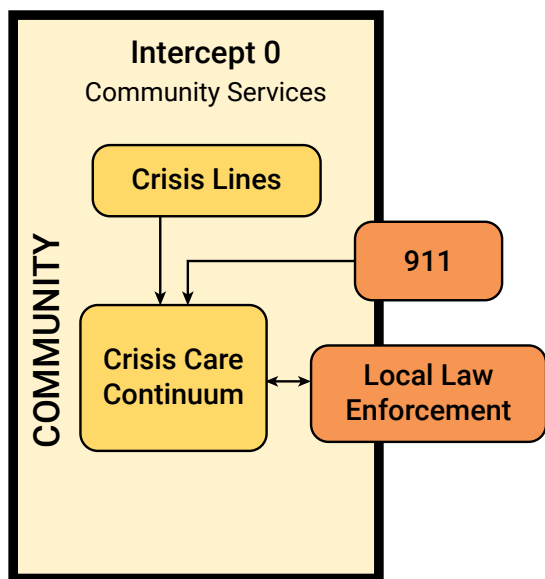 Intercept 0
Community Services
Crisis Lines
911
COMMUNITY
Crisis Care
Continuum
Local Law
Enforcement